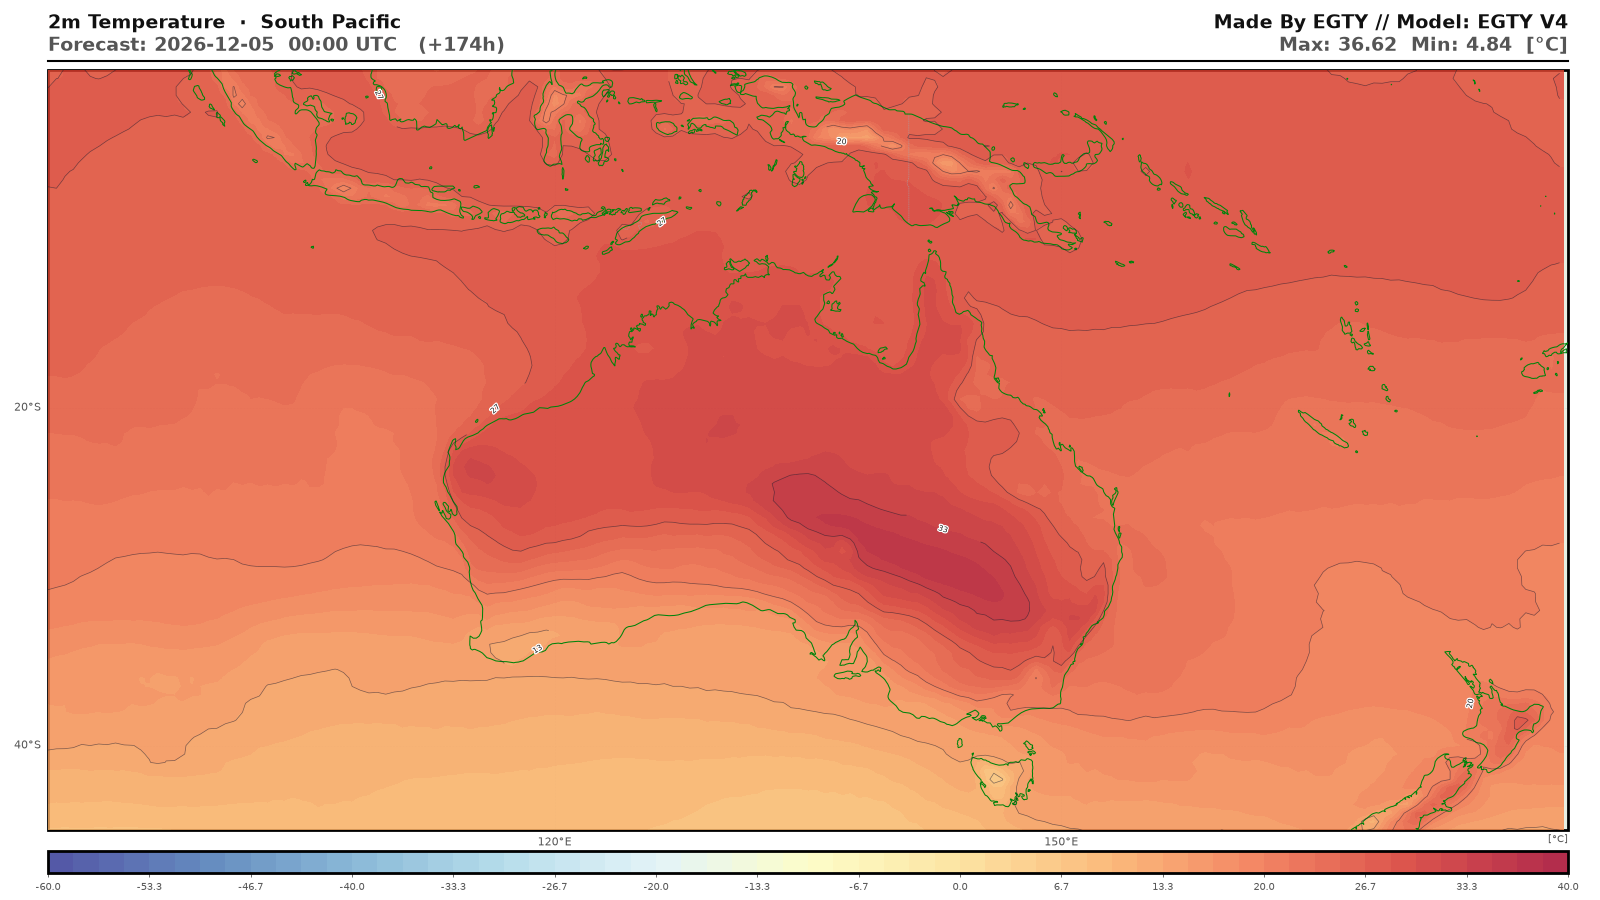 2m Temperature · South Pacific
Made By EGTY // Model: EGTY V4
Forecast: 2026-12-05 00:00 UTC (+174h)
Max: 36.62 Min: 4.84 [°C]
27
20
27
20°S
27
33
13
20
40°S
120°E
150°E
[°C]
-60.0
-53.3
-46.7
-40.0
-33.3
-26.7
-20.0
-13.3
-6.7
0.0
6.7
13.3
20.0
26.7
33.3
40.0